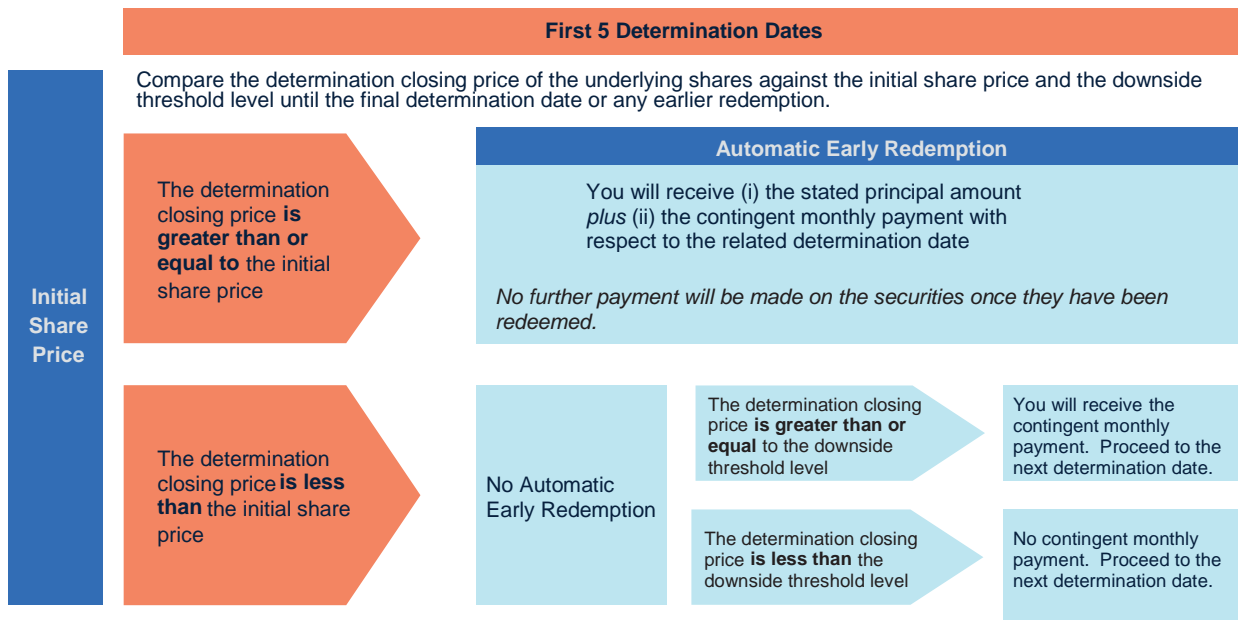 First 5 Determination Dates
Compare the determination closing price of the underlying shares against the initial share price and the downside
threshold level until the final determination date or any earlier redemption.
Initial
Share
Price
The determination
closing price is
greater than or
equal to the initial
share price
Automatic Early Redemption
You will receive (i) the stated principal amount
plus (ii) the contingent monthly payment with
respect to the related determination date
No further payment will be made on the securities once they have been
redeemed.
The determination
closing price is less
than the initial share
price
No Automatic
Early Redemption
The determination closing
price is greater than or
equal to the downside
threshold level
You will receive the
contingent monthly
payment. Proceed to the
next determination date.
The determination closing
price is less than the
downside threshold level
No contingent monthly
payment. Proceed to the
next determination date.